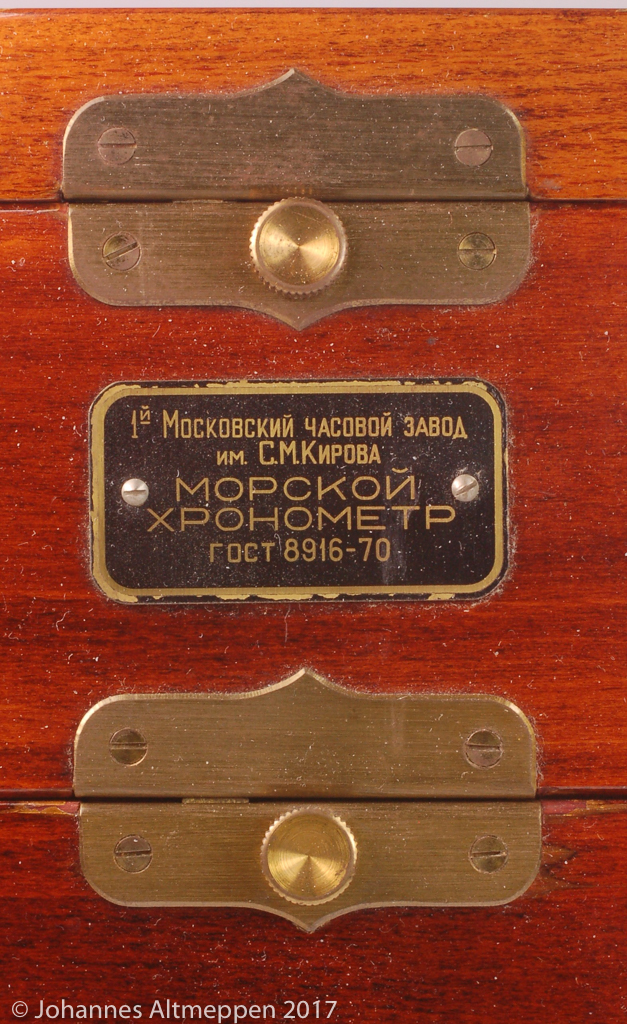 1й Московский часовой завод
им. С.М.Кирова
МОРСКОЙ
ХРОНОМЕТР
ГОСТ 8916-70
© Johannes Altmeppen 2017